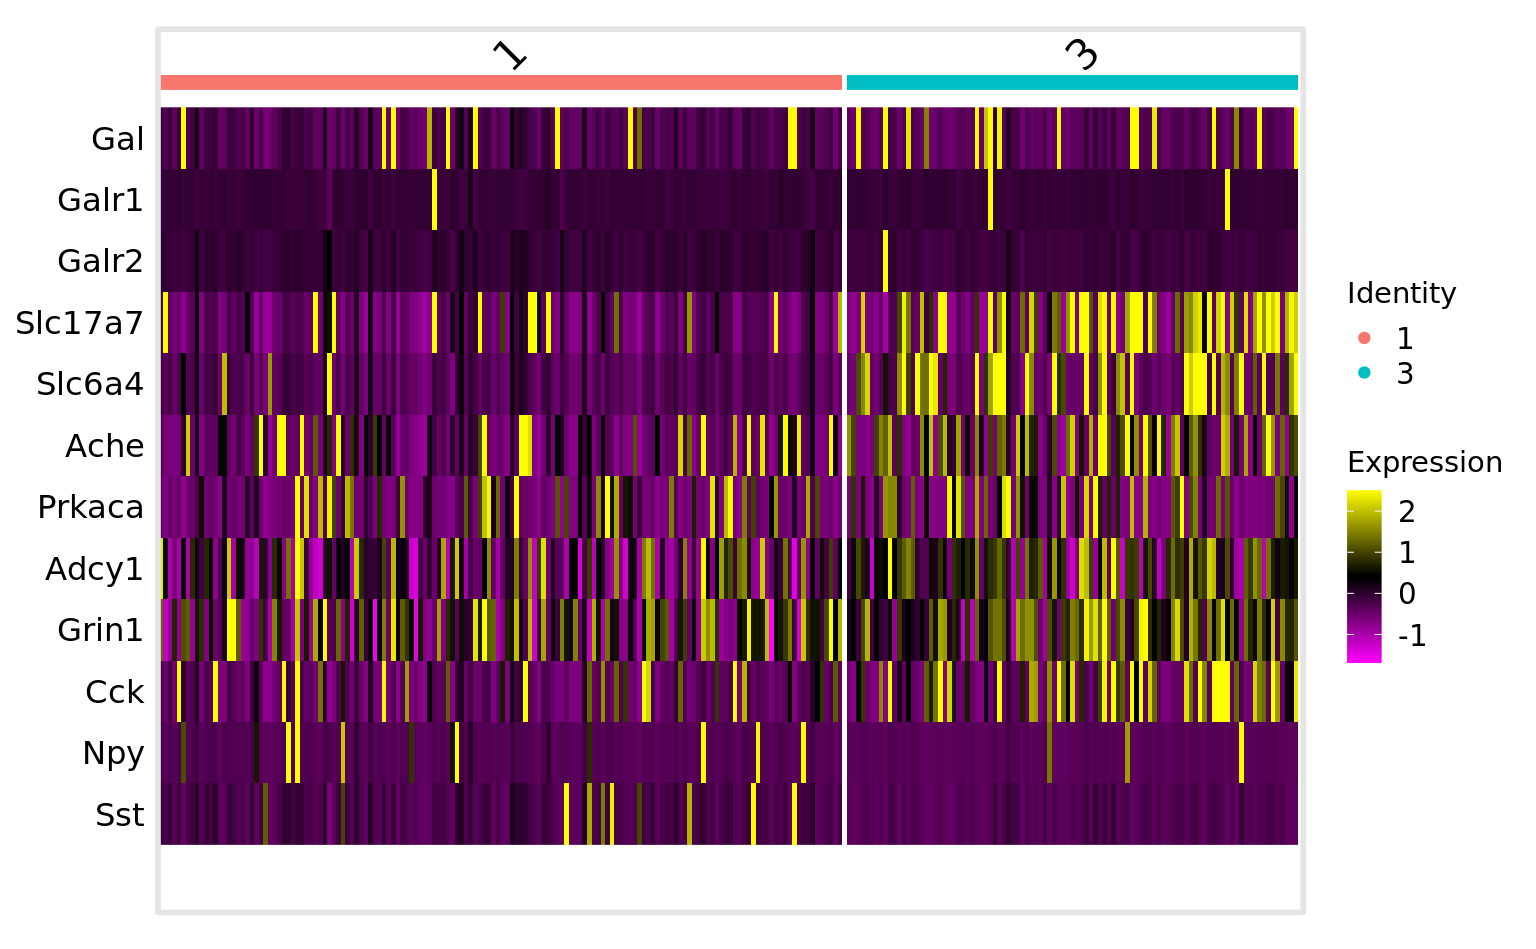 1
3
Gal
Galr1
Galr2
Slc17a7
Slc6a4
Ache
Prkaca
Adcy1
Grin1
Cck
Npy
Sst
Identity
1
3
Expression
2
1
0
-1